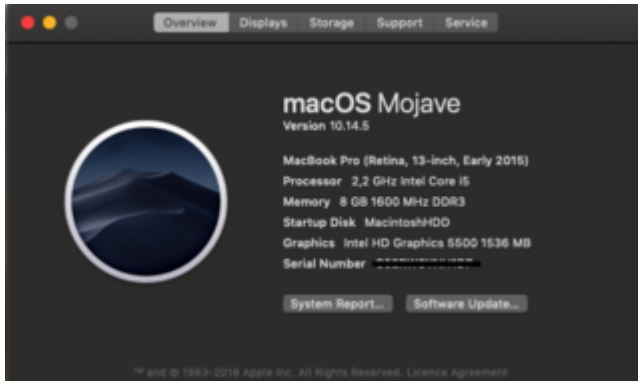 Overview Displays Storage Support Service
macOS Mojave
Version 10.14.5
MacBook Pro (Retina, 13-inch, Early 2015)
Processor 2,2 GHz Intel Core i5
Memory 8 GB 1600 MHz DDR3
Startup Disk MacintoshHDD
Graphics Intel HD Graphics 5500 1536 MB
Serial Number
System Report... Software Update...
™ and © 1983-2019 Apple Inc. All Rights Reserved. Licence Agreement